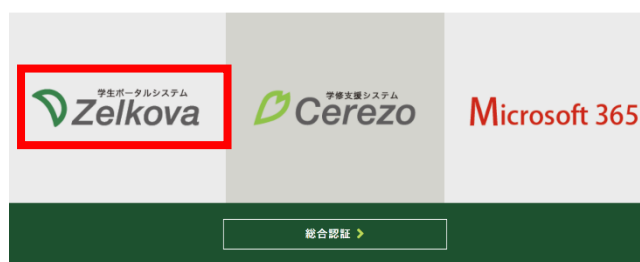 学生ポータルシステム
Zelkova
学修支援システム
Cerezo
Microsoft 365
総合認証